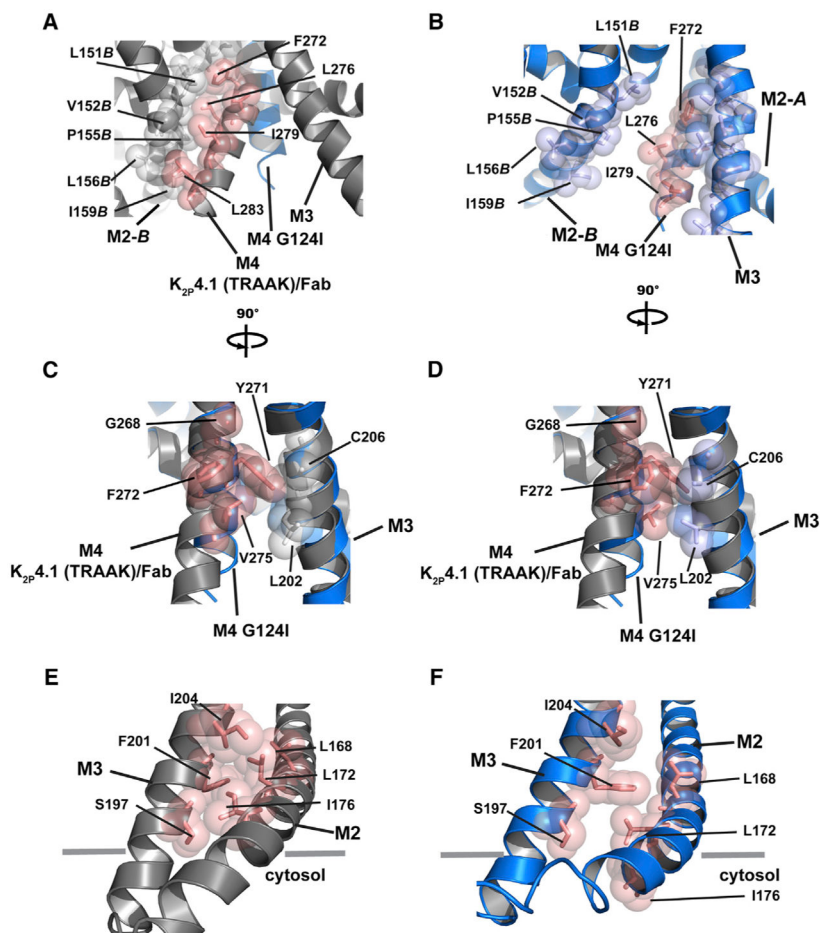 A
L151B
F272
L276
V152B
P155B
I279
L156B
I159B
L283
M2-B
M3
M4 G124I
M4
K2P4.1 (TRAAK)/Fab
90°
B
L151B
F272
V152B
M2-A
P155B
L276
L156B
I279
I159B
M2-B
M4 G124I
M3
90°
C
Y271
G268
C206
F272
M3
M4
V275
K2P4.1 (TRAAK)/Fab
L202
M4 G124I
D
Y271
G268
C206
F272
M3
M4
K2P4.1 (TRAAK)/Fab
V275
L202
M4 G124I
E
I204
L168
M3
F201
L172
S197
I176
M2
cytosol
F
I204
M2
F201
M3
L168
S197
L172
cytosol
I176